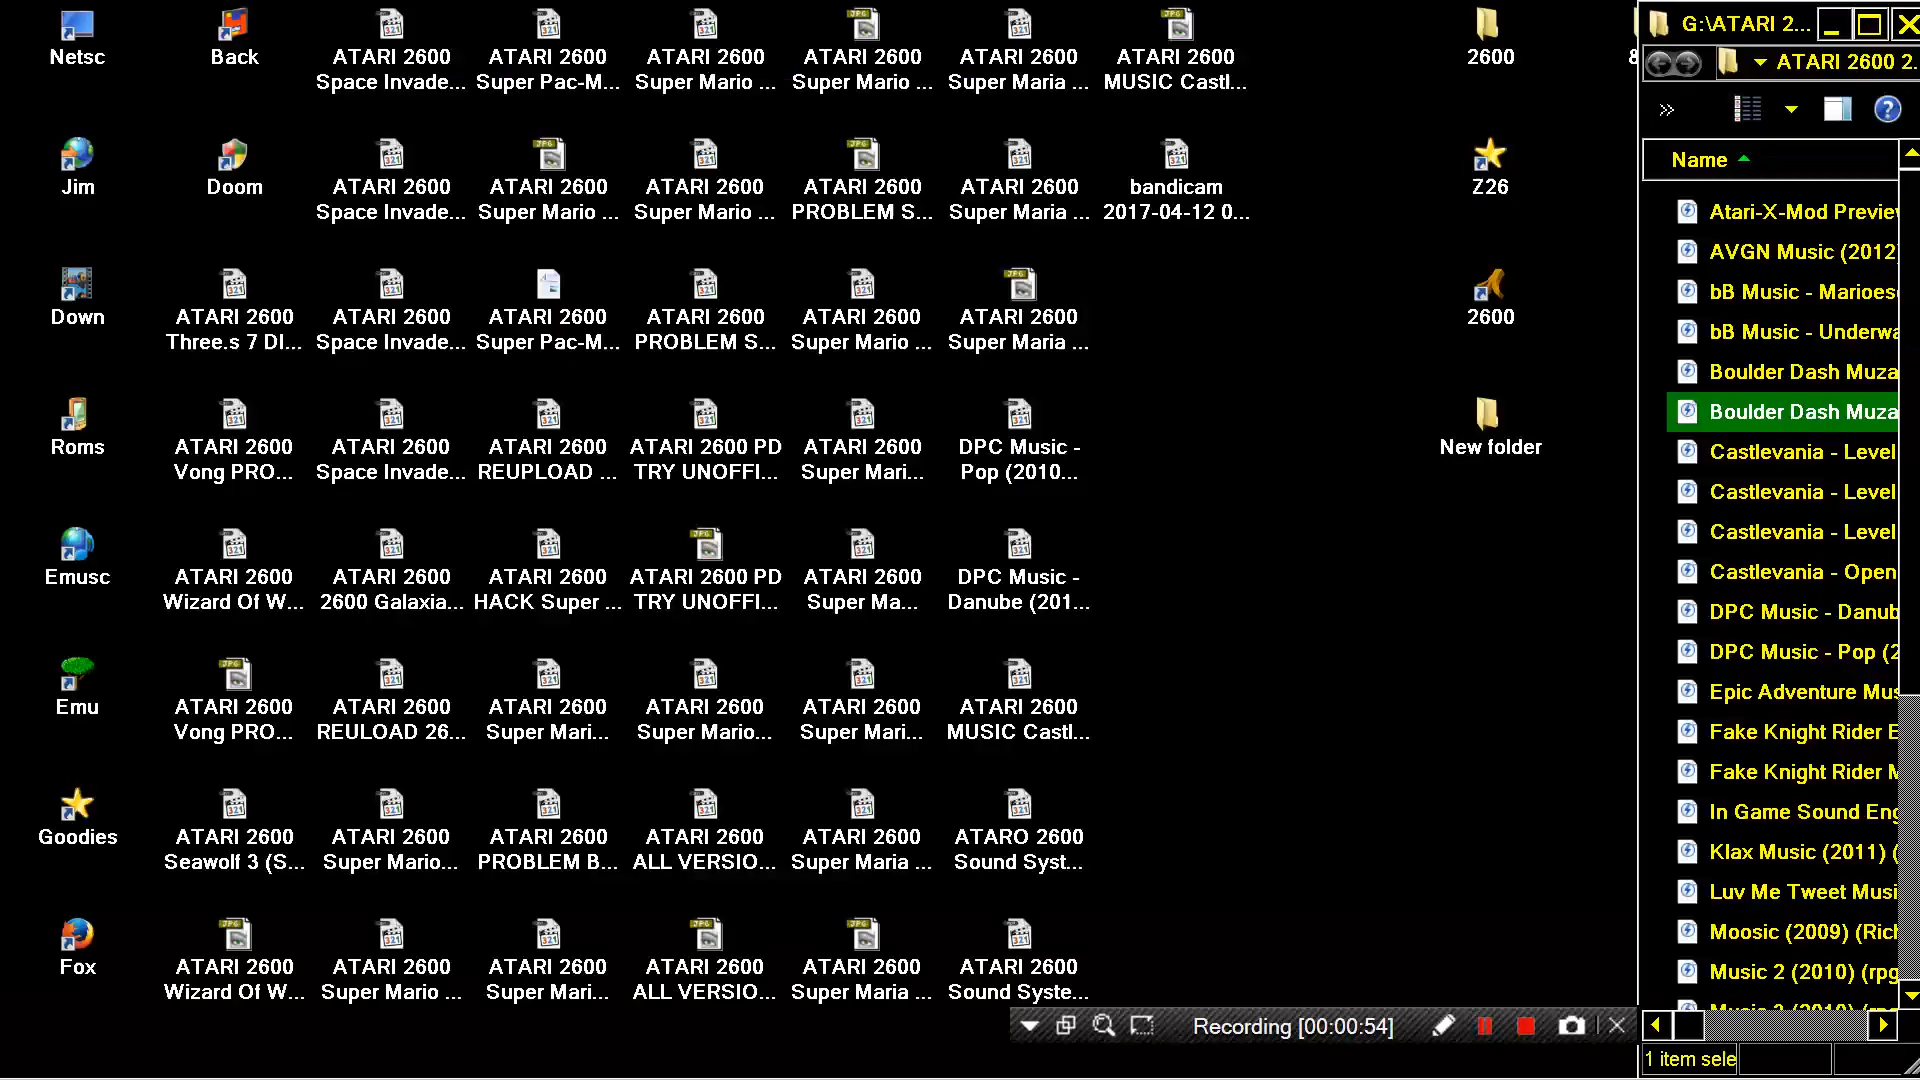 Netsc
Back
ATARI 2600
Space Invade...
ATARI 2600
Super Pac-M...
ATARI 2600
Super Mario ...
ATARI 2600
Super Mario ...
ATARI 2600
Super Maria ...
ATARI 2600
MUSIC Castl...
2600
Jim
Doom
ATARI 2600
Space Invade...
ATARI 2600
Super Mario ...
ATARI 2600
Super Mario ...
ATARI 2600
PROBLEM S...
ATARI 2600
Super Maria ...
bandicam
2017-04-12 0...
Z26
Down
ATARI 2600
Three.s 7 DI...
ATARI 2600
Space Invade...
ATARI 2600
Super Pac-M...
ATARI 2600
PROBLEM S...
ATARI 2600
Super Mario ...
ATARI 2600
Super Maria ...
2600
Roms
ATARI 2600
Vong PRO...
ATARI 2600
Space Invade...
ATARI 2600
REUPLOAD ...
ATARI 2600 PD
TRY UNOFFI...
ATARI 2600
Super Mari...
DPC Music -
Pop (2010...
New folder
Emusc
ATARI 2600
Wizard Of W...
ATARI 2600
2600 Galaxia...
ATARI 2600
HACK Super ...
ATARI 2600 PD
TRY UNOFFI...
ATARI 2600
Super Ma...
DPC Music -
Danube (201...
Emu
ATARI 2600
Vong PRO...
ATARI 2600
REULOAD 26...
ATARI 2600
Super Mari...
ATARI 2600
Super Mario...
ATARI 2600
Super Mari...
ATARI 2600
MUSIC Castl...
Goodies
ATARI 2600
Seawolf 3 (S...
ATARI 2600
Super Mario...
ATARI 2600
PROBLEM B...
ATARI 2600
ALL VERSIO...
ATARI 2600
Super Maria ...
ATARO 2600
Sound Syst...
Fox
ATARI 2600
Wizard Of W...
ATARI 2600
Super Mario ...
ATARI 2600
Super Mari...
ATARI 2600
ALL VERSIO...
ATARI 2600
Super Maria ...
ATARI 2600
Sound Syste...
Recording [00:00:54]
G:\ATARI 2...
ATARI 2600 2.
Name
Atari-X-Mod Preview
AVGN Music (2012)
bB Music - Marioes
bB Music - Underwa
Boulder Dash Muza
Boulder Dash Muza
Castlevania - Level
Castlevania - Level
Castlevania - Level
Castlevania - Open
DPC Music - Danub
DPC Music - Pop (2
Epic Adventure Mus
Fake Knight Rider E
Fake Knight Rider M
In Game Sound Eng
Klax Music (2011) (
Luv Me Tweet Musi
Moosic (2009) (Rich
Music 2 (2010) (rpg
1 item sele